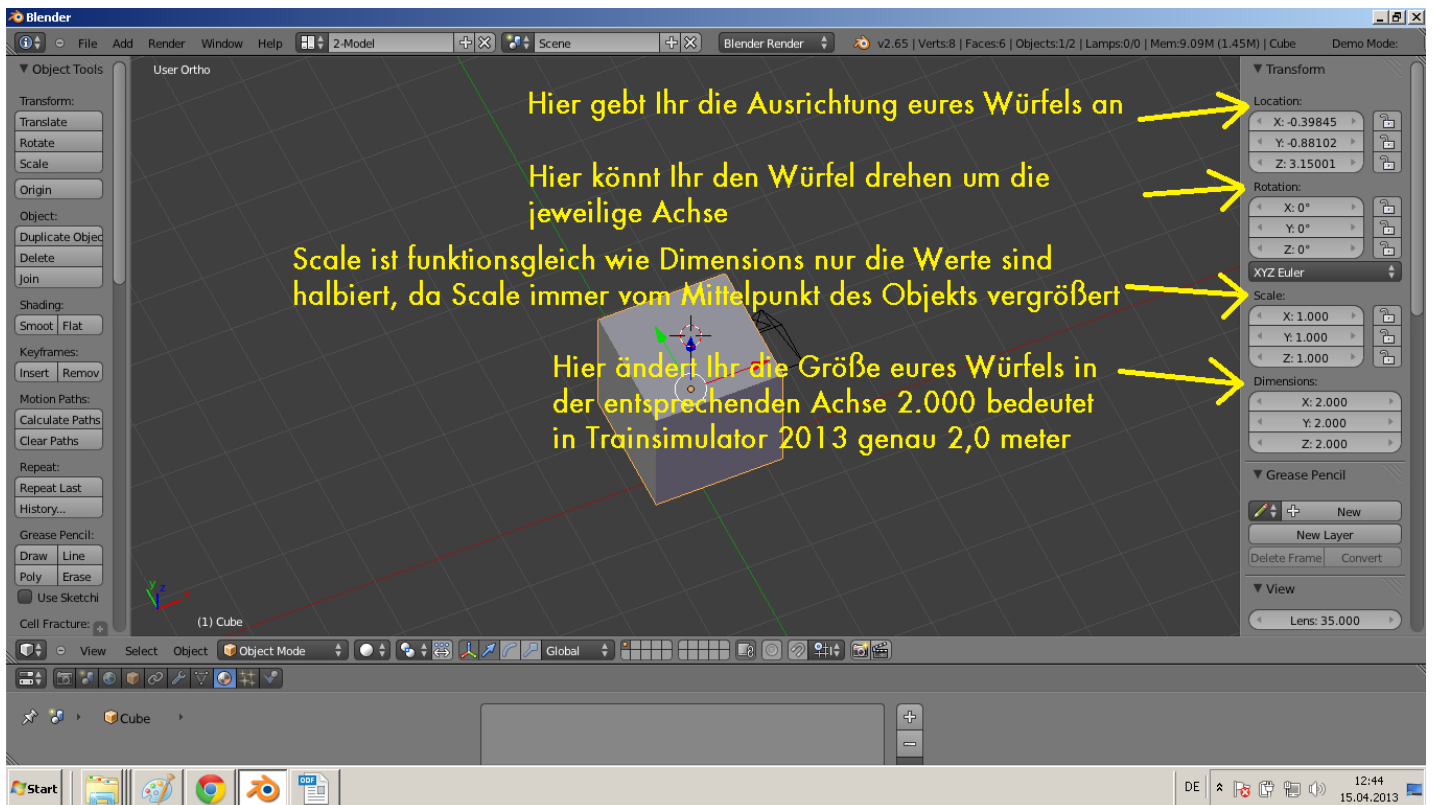 Blender
File Add Render Window Help 2-Model Scene Blender Render v2.65 | Verts:8 | Faces:6 | Objects:1/2 | Lamps:0/0 | Mem:9.09M (1.45M) | Cube Demo Mode:
Object Tools
Transform:
Translate
Rotate
Scale
Origin
Object:
Duplicate Objec
Delete
Join
Shading:
Smoot Flat
Keyframes:
Insert Remov
Motion Paths:
Calculate Paths
Clear Paths
Repeat:
Repeat Last
History...
Grease Pencil:
Draw Line
Poly Erase
Use Sketchi
Cell Fracture:
User Ortho
Hier gebt Ihr die Ausrichtung eures Würfels an
Hier könnt Ihr den Würfel drehen um die
jeweilige Achse
Scale ist funktionsgleich wie Dimensions nur die Werte sind
halbiert, da Scale immer vom Mittelpunkt des Objekts vergrößert
Hier ändert Ihr die Größe eures Würfels in
der entsprechenden Achse 2.000 bedeutet
in Trainsimulator 2013 genau 2,0 meter
y z x
(1) Cube
Transform
Location:
X: -0.39845
Y: -0.88102
Z: 3.15001
Rotation:
X: 0°
Y: 0°
Z: 0°
XYZ Euler
Scale:
X: 1.000
Y: 1.000
Z: 1.000
Dimensions:
X: 2.000
Y: 2.000
Z: 2.000
Grease Pencil
New
New Layer
Delete Frame Convert
View
Lens: 35.000
View Select Object Object Mode Global
Cube
Start ODF DE 12:44
15.04.2013